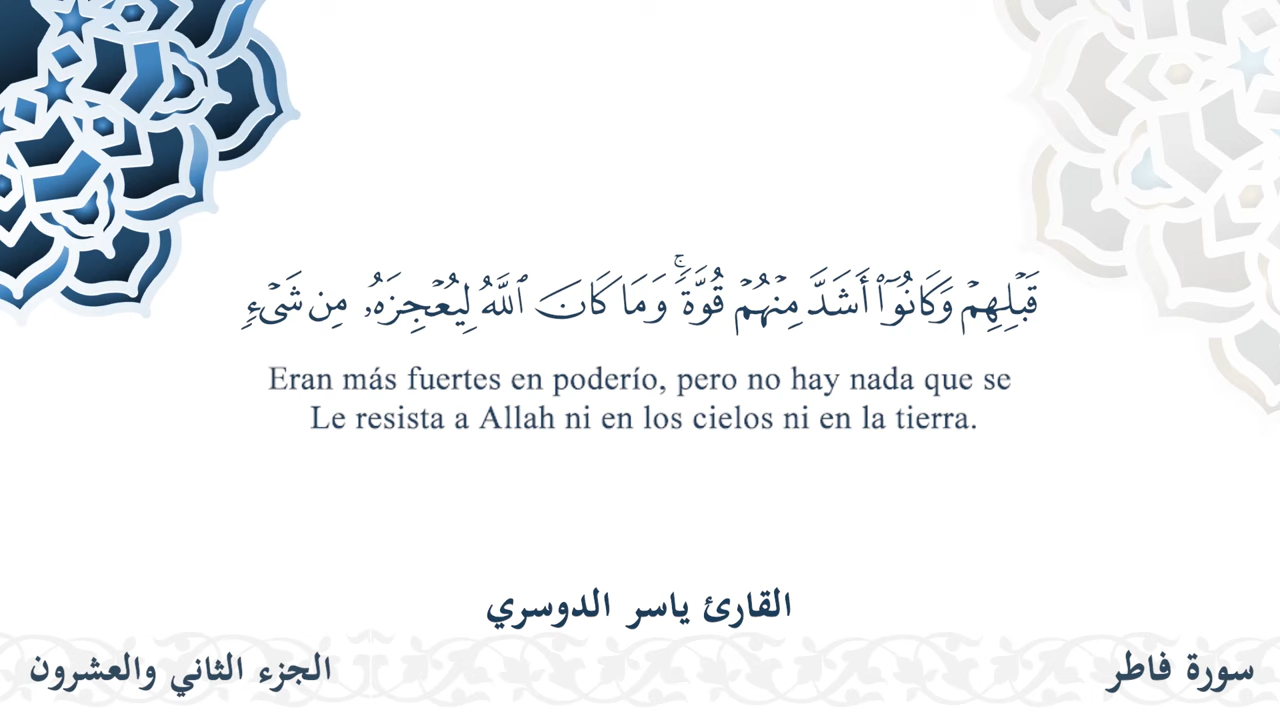 قَبْلِهِمْ وَكَانُوٓا۟ أَشَدَّ مِنْهُمْ قُوَّةً ۚ وَمَا كَانَ ٱللَّهُ لِيُعْجِزَهُۥ مِن شَىْءٍ
Eran más fuertes en poderío, pero no hay nada que se
Le resista a Allah ni en los cielos ni en la tierra.
القارئ ياسر الدوسري
سورة فاطر
الجزء الثاني والعشرون